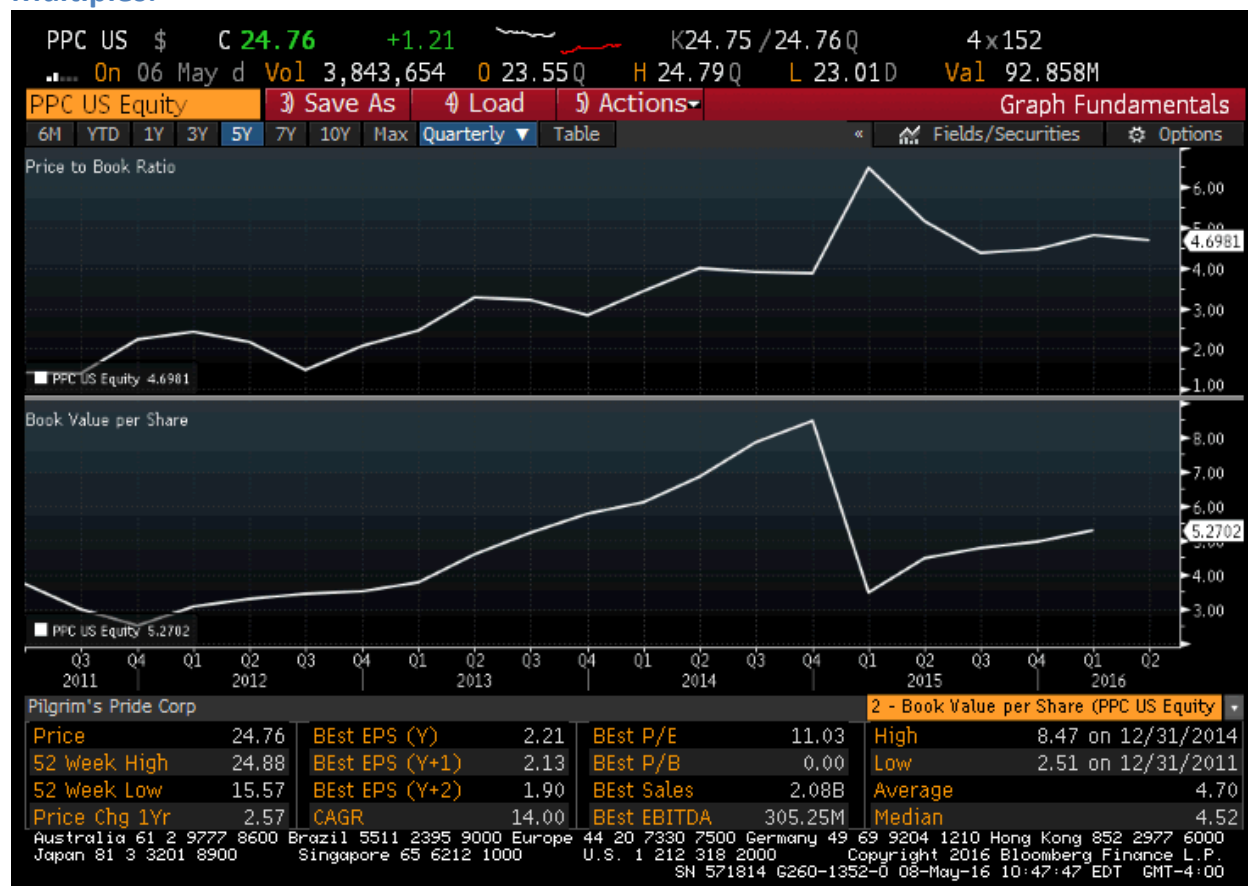 PPC US $ C 24.76 +1.21 K24.75/24.76Q 4x152
On 06 May d Vol 3,843,654 O 23.55Q H 24.79Q L 23.01D Val 92.858M
PPC US Equity 3) Save As 4) Load 5) Actions Graph Fundamentals
6M YTD 1Y 3Y 5Y 7Y 10Y Max Quarterly ▼ Table « Fields/Securities Options
Price to Book Ratio
6.00
5.00
4.6981
4.00
3.00
2.00
PPC US Equity 4.6981
1.00
Book Value per Share
8.00
7.00
6.00
5.2702
4.00
3.00
PPC US Equity 5.2702
Q3 Q4 Q1 Q2 Q3 Q4 Q1 Q2 Q3 Q4 Q1 Q2 Q3 Q4 Q1 Q2 Q3 Q4 Q1 Q2
2011 2012 2013 2014 2015 2016
Pilgrim's Pride Corp 2 - Book Value per Share (PPC US Equity
Price 24.76 BEst EPS (Y) 2.21 BEst P/E 11.03 High 8.47 on 12/31/2014
52 Week High 24.88 BEst EPS (Y+1) 2.13 BEst P/B 0.00 Low 2.51 on 12/31/2011
52 Week Low 15.57 BEst EPS (Y+2) 1.90 BEst Sales 2.08B Average 4.70
Price Chg 1Yr 2.57 CAGR 14.00 BEst EBITDA 305.25M Median 4.52
Australia 61 2 9777 8600 Brazil 5511 2395 9000 Europe 44 20 7330 7500 Germany 49 69 9204 1210 Hong Kong 852 2977 6000
Japan 81 3 3201 8900 Singapore 65 6212 1000 U.S. 1 212 318 2000 Copyright 2016 Bloomberg Finance L.P.
SN 571814 G260-1352-0 08-May-16 10:47:47 EDT GMT-4:00